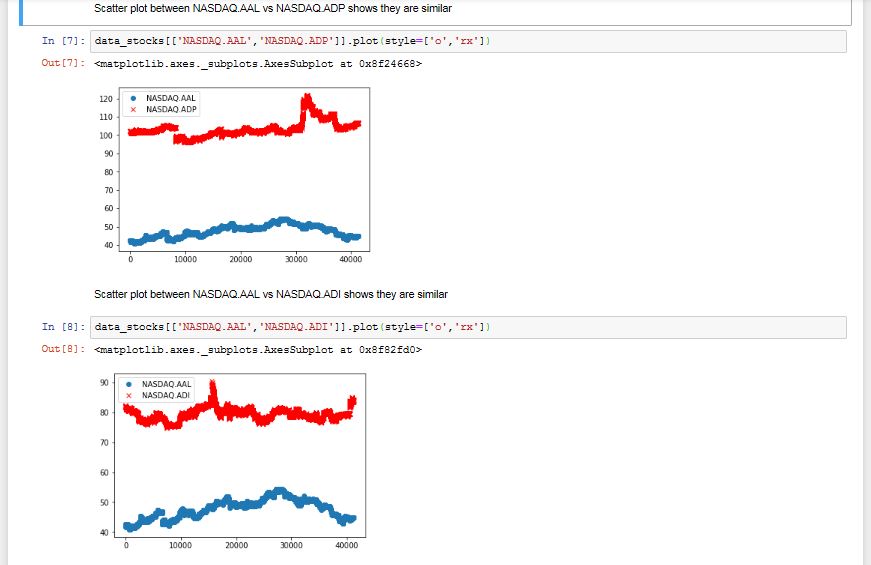 Scatter plot between NASDAQ.AAL vs NASDAQ.ADP shows they are similar
In [7]: data_stocks[['NASDAQ.AAL','NASDAQ.ADP']].plot(style=['o','rx'])
Out[7]: <matplotlib.axes._subplots.AxesSubplot at 0x8f24668>
NASDAQ.AAL
NASDAQ.ADP
120
110
100
90
80
70
60
50
40
0 10000 20000 30000 40000
Scatter plot between NASDAQ.AAL vs NASDAQ.ADI shows they are similar
In [8]: data_stocks[['NASDAQ.AAL','NASDAQ.ADI']].plot(style=['o','rx'])
Out[8]: <matplotlib.axes._subplots.AxesSubplot at 0x8f82fd0>
NASDAQ.AAL
NASDAQ.ADI
90
80
70
60
50
40
0 10000 20000 30000 40000